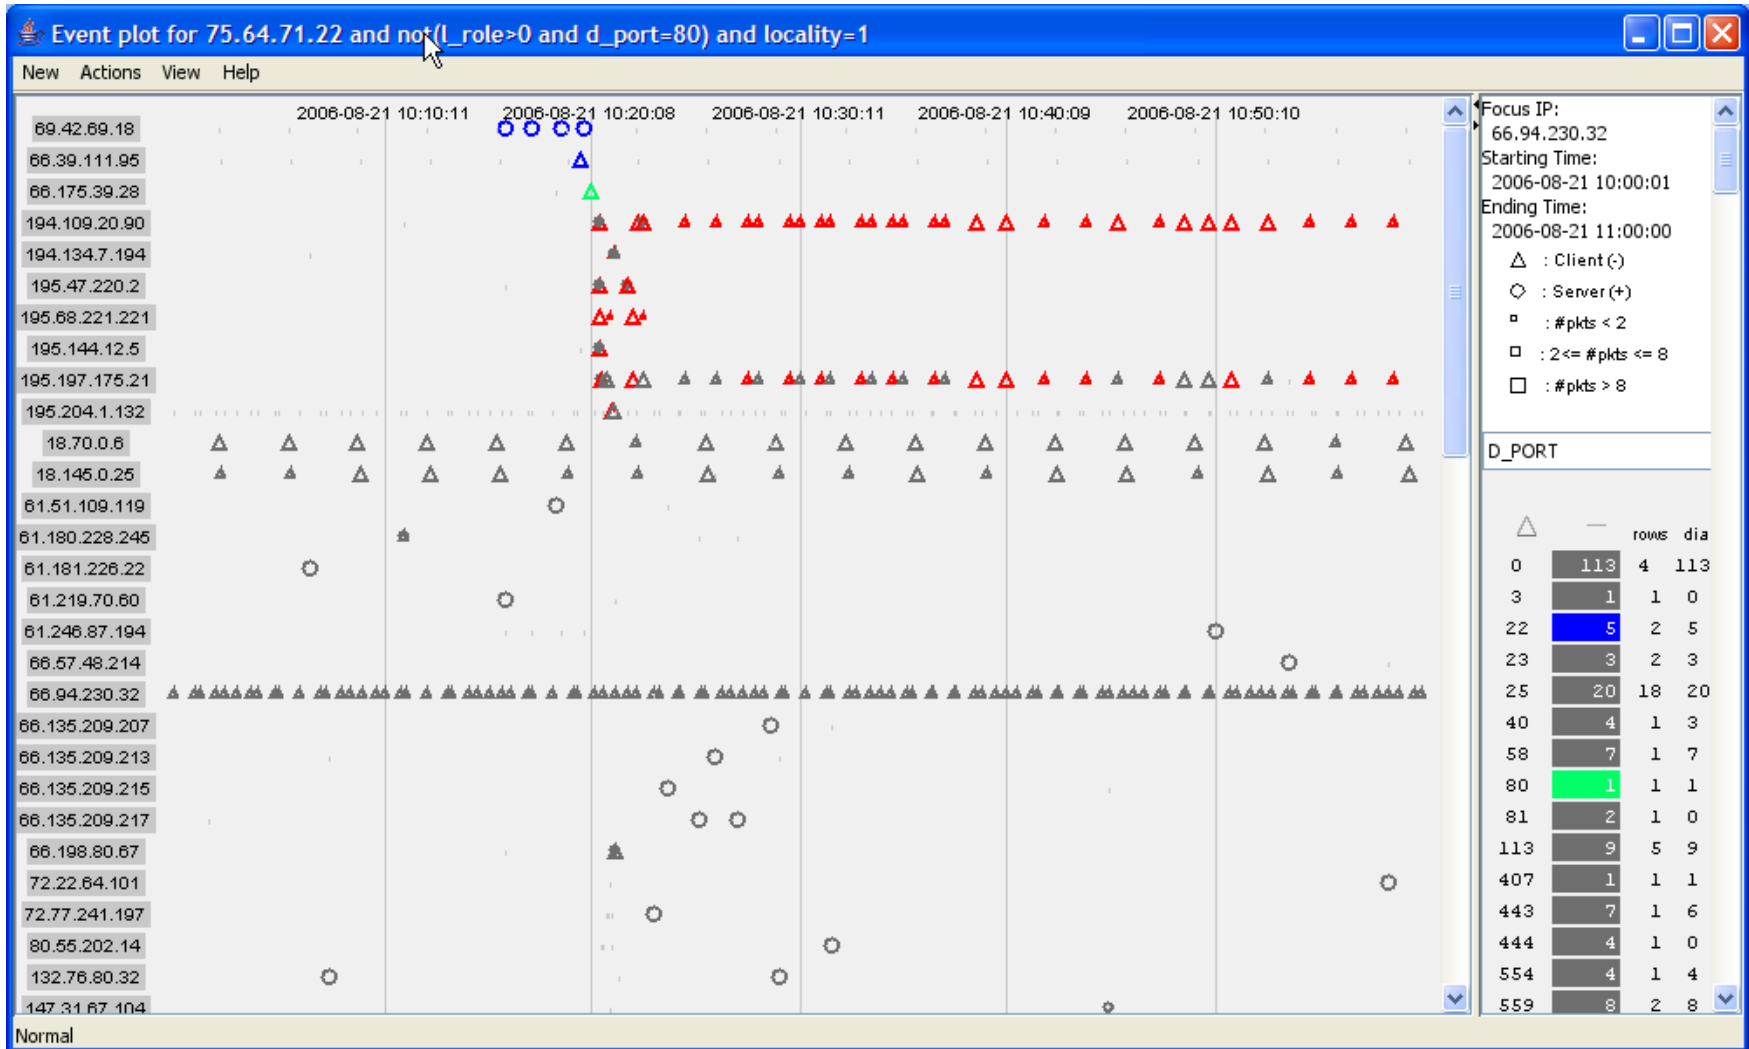 Event plot for 75.64.71.22 and not(l_role>0 and d_port=80) and locality=1
New Actions View Help
2006-08-21 10:10:11 2006-08-21 10:20:08 2006-08-21 10:30:11 2006-08-21 10:40:09 2006-08-21 10:50:10
69.42.69.18
66.39.111.95
66.175.39.28
194.109.20.90
194.134.7.194
195.47.220.2
195.68.221.221
195.144.12.5
195.197.175.21
195.204.1.132
18.70.0.6
18.145.0.25
61.51.109.119
61.180.228.245
61.181.226.22
61.219.70.60
61.246.87.194
66.57.48.214
66.94.230.32
66.135.209.207
66.135.209.213
66.135.209.215
66.135.209.217
66.198.80.67
72.22.64.101
72.77.241.197
80.55.202.14
132.76.80.32
147.31.67.104
Focus IP:
66.94.230.32
Starting Time:
2006-08-21 10:00:01
Ending Time:
2006-08-21 11:00:00
: Client (-)
: Server (+)
: #pkts < 2
: 2<= #pkts <= 8
: #pkts > 8
D_PORT
rows dia
0 113 4 113
3 1 1 0
22 5 2 5
23 3 2 3
25 20 18 20
40 4 1 3
58 7 1 7
80 1 1 1
81 2 1 0
113 9 5 9
407 1 1 1
443 7 1 6
444 4 1 0
554 4 1 4
559 8 2 8
Normal